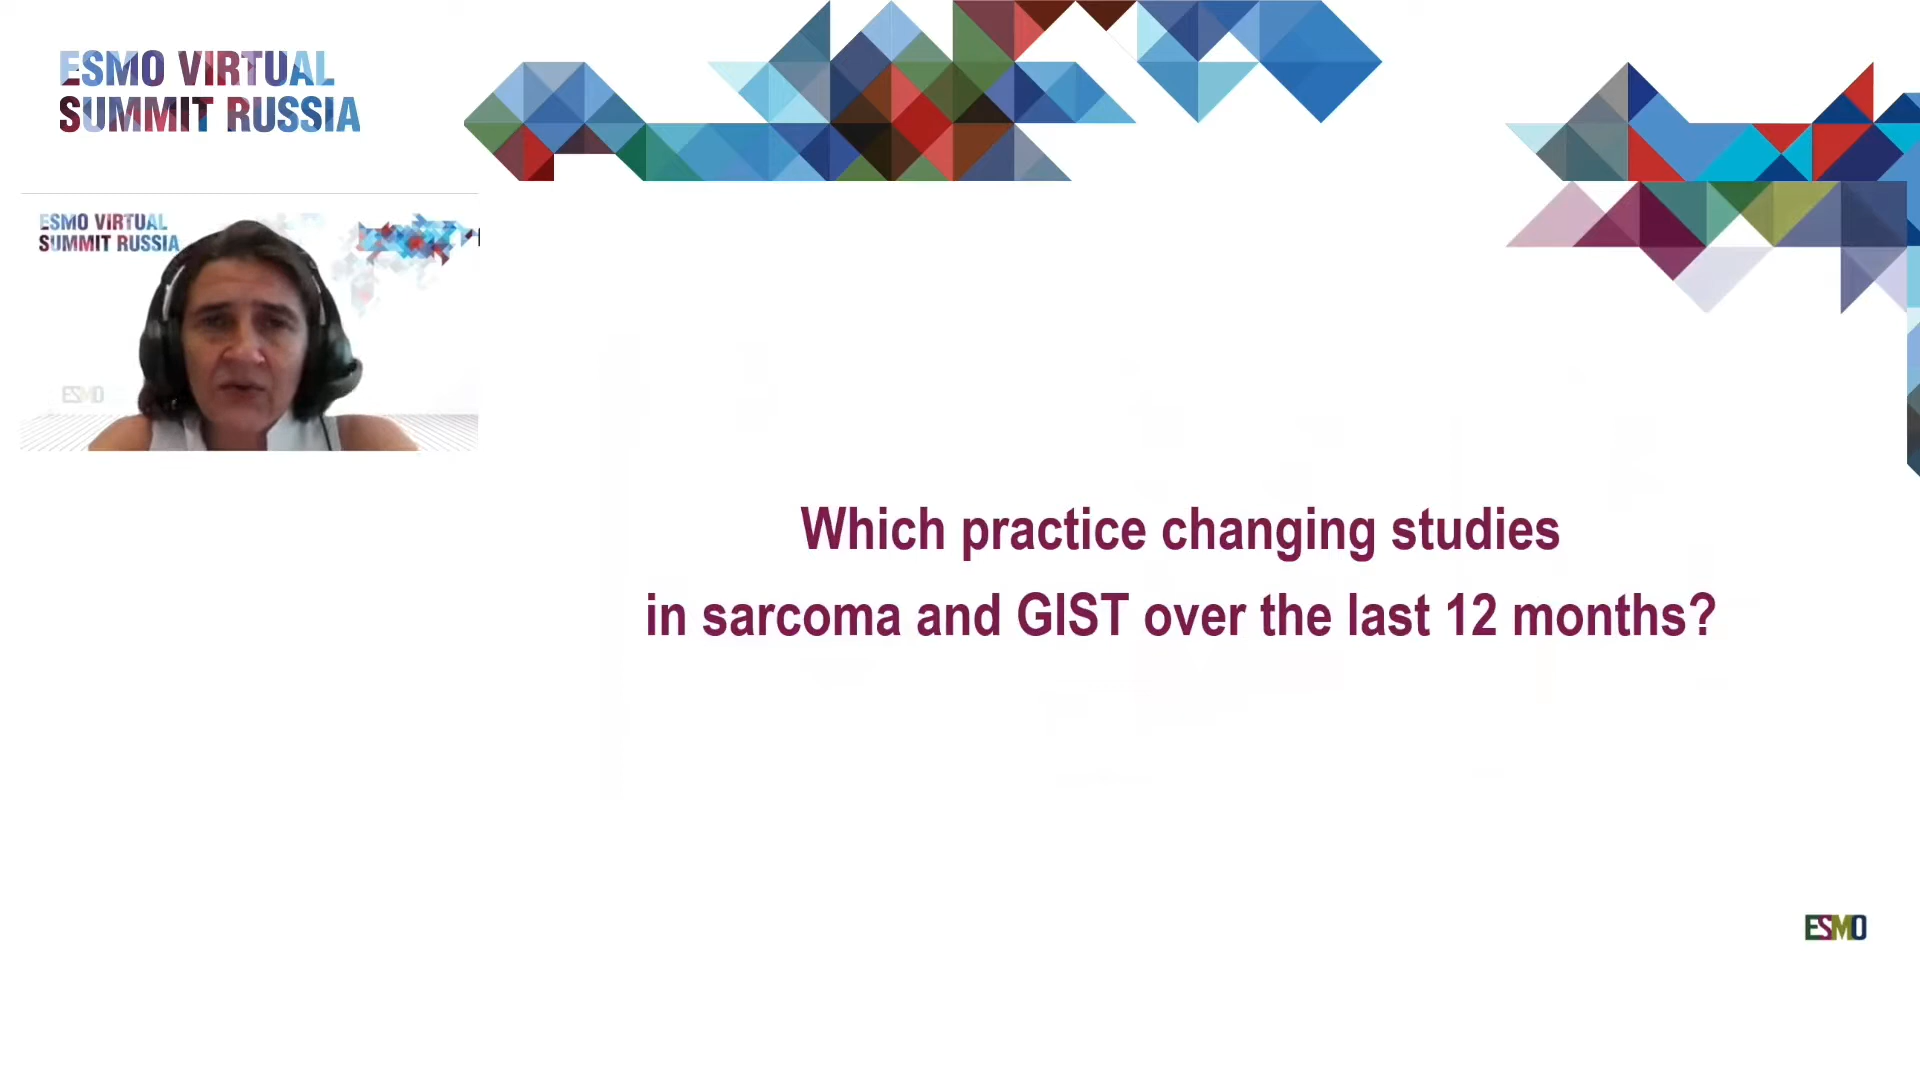 ESMO VIRTUAL
SUMMIT RUSSIA
ESMO VIRTUAL
SUMMIT RUSSIA
ESMO
Which practice changing studies
in sarcoma and GIST over the last 12 months?
ESMO